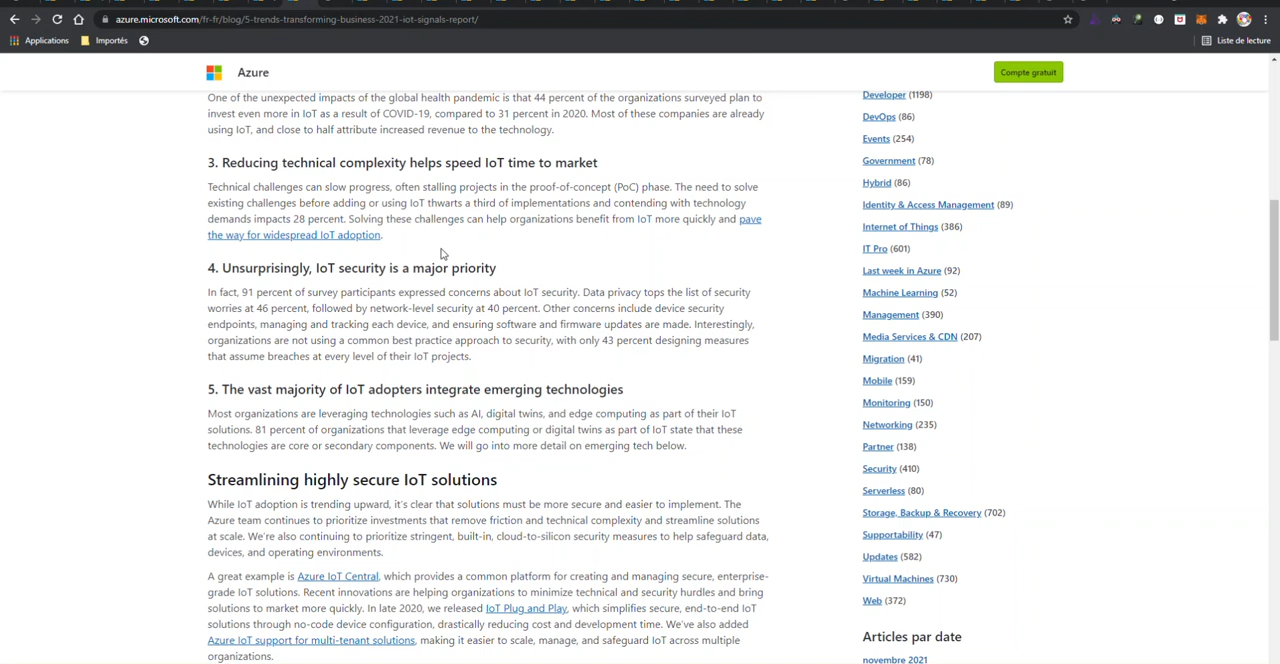 azure.microsoft.com/fr-fr/blog/5-trends-transforming-business-2021-iot-signals-report/
Applications
Importés
Liste de lecture
Azure
Compte gratuit
One of the unexpected impacts of the global health pandemic is that 44 percent of the organizations surveyed plan to
invest even more in IoT as a result of COVID-19, compared to 31 percent in 2020. Most of these companies are already
using IoT, and close to half attribute increased revenue to the technology.
3. Reducing technical complexity helps speed IoT time to market
Technical challenges can slow progress, often stalling projects in the proof-of-concept (PoC) phase. The need to solve
existing challenges before adding or using IoT thwarts a third of implementations and contending with technology
demands impacts 28 percent. Solving these challenges can help organizations benefit from IoT more quickly and pave
the way for widespread IoT adoption.
4. Unsurprisingly, IoT security is a major priority
In fact, 91 percent of survey participants expressed concerns about IoT security. Data privacy tops the list of security
worries at 46 percent, followed by network-level security at 40 percent. Other concerns include device security
endpoints, managing and tracking each device, and ensuring software and firmware updates are made. Interestingly,
organizations are not using a common best practice approach to security, with only 43 percent designing measures
that assume breaches at every level of their IoT projects.
5. The vast majority of IoT adopters integrate emerging technologies
Most organizations are leveraging technologies such as AI, digital twins, and edge computing as part of their IoT
solutions. 81 percent of organizations that leverage edge computing or digital twins as part of IoT state that these
technologies are core or secondary components. We will go into more detail on emerging tech below.
Streamlining highly secure IoT solutions
While IoT adoption is trending upward, it's clear that solutions must be more secure and easier to implement. The
Azure team continues to prioritize investments that remove friction and technical complexity and streamline solutions
at scale. We're also continuing to prioritize stringent, built-in, cloud-to-silicon security measures to help safeguard data,
devices, and operating environments.
A great example is Azure IoT Central, which provides a common platform for creating and managing secure, enterprise-
grade IoT solutions. Recent innovations are helping organizations to minimize technical and security hurdles and bring
solutions to market more quickly. In late 2020, we released IoT Plug and Play, which simplifies secure, end-to-end IoT
solutions through no-code device configuration, drastically reducing cost and development time. We've also added
Azure IoT support for multi-tenant solutions, making it easier to scale, manage, and safeguard IoT across multiple
organizations.
Developer (1198)
DevOps (86)
Events (254)
Government (78)
Hybrid (86)
Identity & Access Management (89)
Internet of Things (386)
IT Pro (601)
Last week in Azure (92)
Machine Learning (52)
Management (390)
Media Services & CDN (207)
Migration (41)
Mobile (159)
Monitoring (150)
Networking (235)
Partner (138)
Security (410)
Serverless (80)
Storage, Backup & Recovery (702)
Supportability (47)
Updates (582)
Virtual Machines (730)
Web (372)
Articles par date
novembre 2021